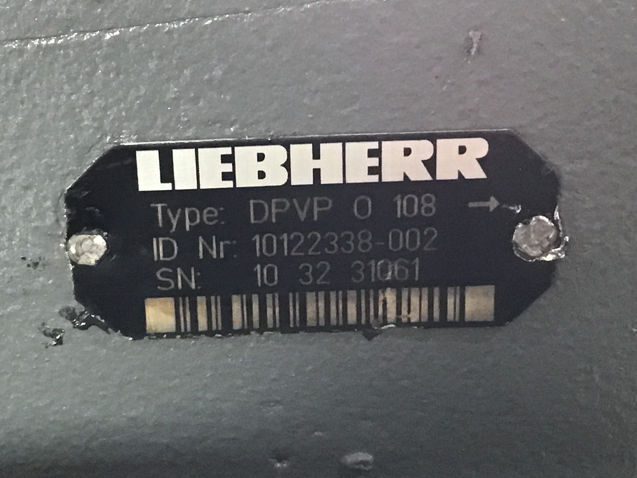 LIEBHERR
Type: DPVP O 108 →
ID Nr: 10122338-002
SN: 10 32 31061